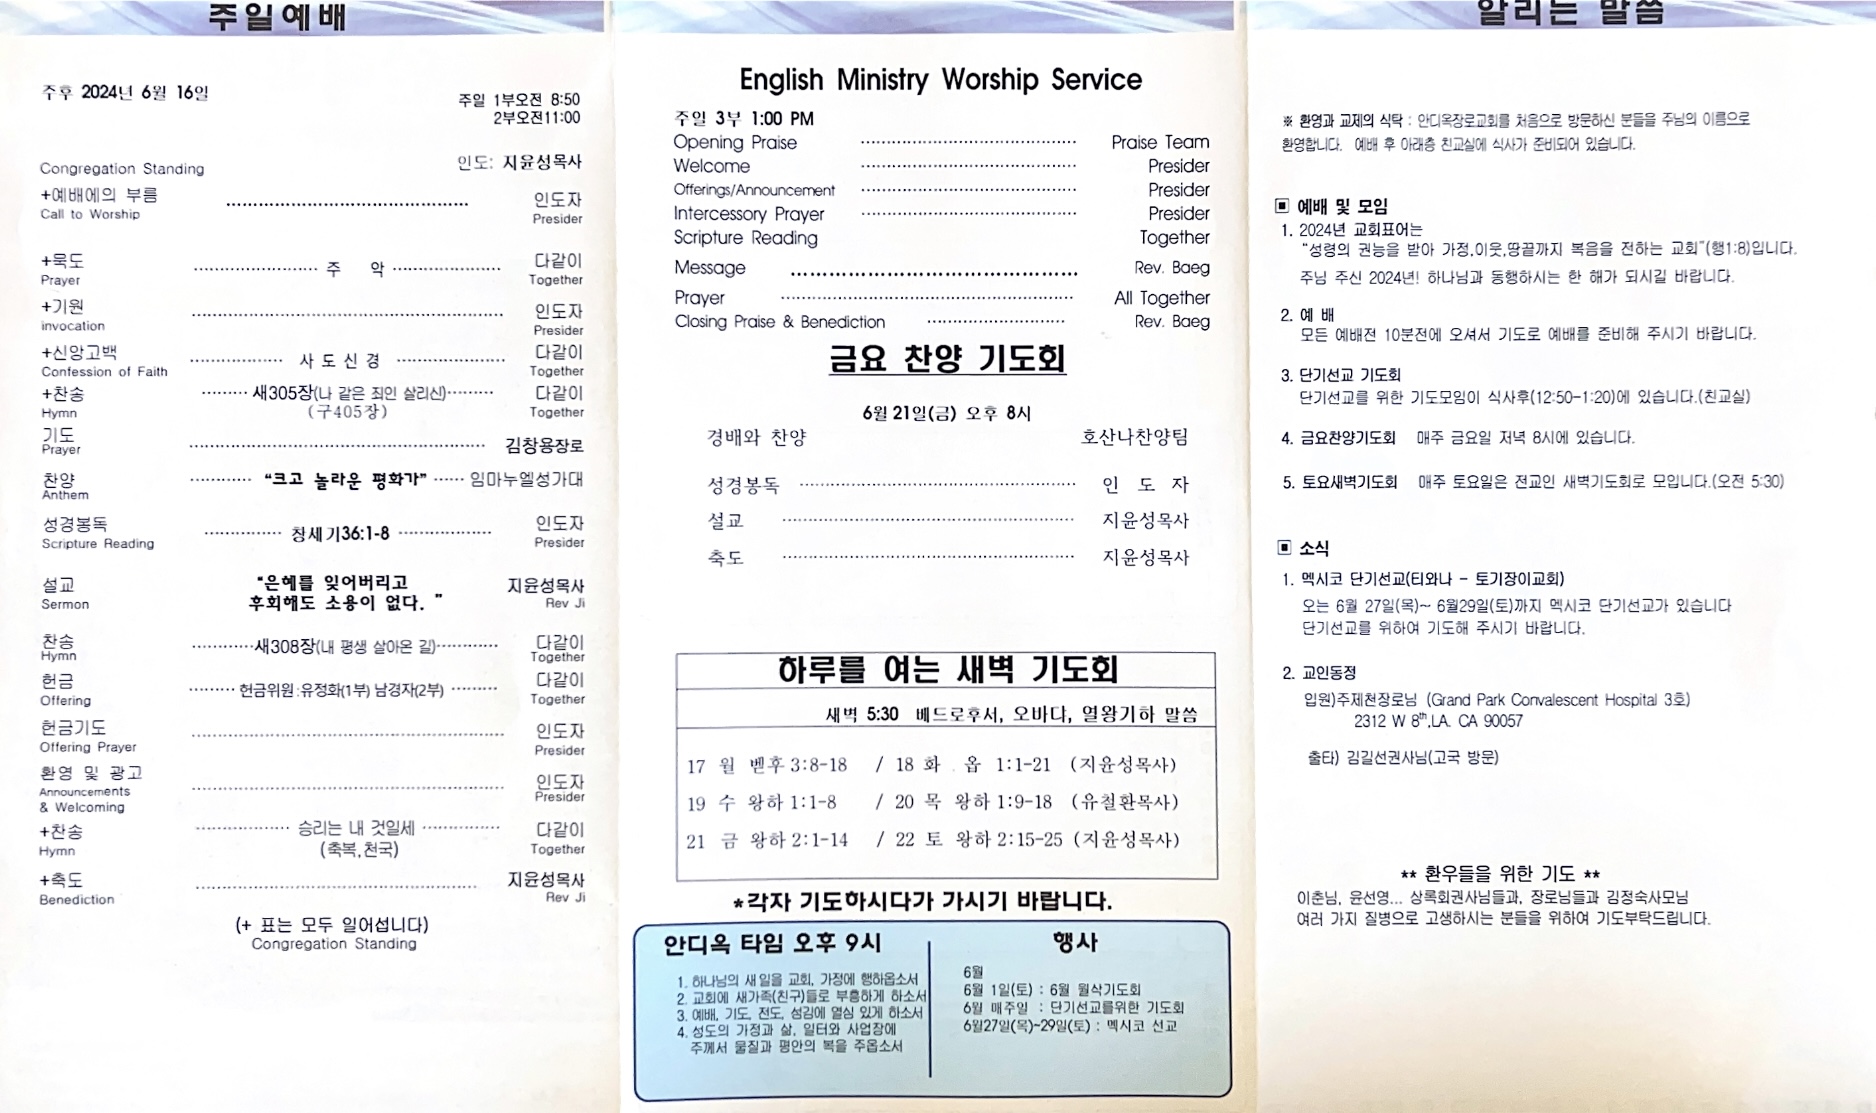 주일예배
주후 2024년 6월 16일
주일 1부오전 8:50
2부오전11:00
Congregation Standing
인도: 지윤성목사
+예배에의 부름 인도자
Call to Worship Presider
+묵도 주 악 다같이
Prayer Together
+기원 인도자
invocation Presider
+신앙고백 사 도 신 경 다같이
Confession of Faith Together
+찬송 새305장(나 같은 죄인 살리신) 다같이
Hymn (구405장) Together
기도 김창용장로
Prayer
찬양 “크고 놀라운 평화가” 임마누엘성가대
Anthem
성경봉독 창세기36:1-8 인도자
Scripture Reading Presider
설교 “은혜를 잊어버리고 지윤성목사
Sermon 후회해도 소용이 없다. ” Rev Ji
찬송 새308장(내 평생 살아온 길) 다같이
Hymn Together
헌금 헌금위원:유정화(1부) 남경자(2부) 다같이
Offering Together
헌금기도 인도자
Offering Prayer Presider
환영 및 광고 인도자
Announcements Presider
& Welcoming
+찬송 승리는 내 것일세 다같이
Hymn (축복,천국) Together
+축도 지윤성목사
Benediction Rev Ji
(+ 표는 모두 일어섭니다)
Congregation Standing
English Ministry Worship Service
주일 3부 1:00 PM
Opening Praise Praise Team
Welcome Presider
Offerings/Announcement Presider
Intercessory Prayer Presider
Scripture Reading Together
Message Rev. Baeg
Prayer All Together
Closing Praise & Benediction Rev. Baeg
금요 찬양 기도회
6월 21일(금) 오후 8시
경배와 찬양 호산나찬양팀
성경봉독 인 도 자
설교 지윤성목사
축도 지윤성목사
하루를 여는 새벽 기도회
새벽 5:30 베드로후서, 오바다, 열왕기하 말씀
17 월 벧후 3:8-18 / 18 화 옵 1:1-21 (지윤성목사)
19 수 왕하 1:1-8 / 20 목 왕하 1:9-18 (유철환목사)
21 금 왕하 2:1-14 / 22 토 왕하 2:15-25 (지윤성목사)
*각자 기도하시다가 가시기 바랍니다.
안디옥 타임 오후 9시
1. 하나님의 새일을 교회, 가정에 행하옵소서
2. 교회에 새가족(친구)들로 부흥하게 하소서
3. 예배, 기도, 전도, 섬김에 열심 있게 하소서
4. 성도의 가정과 삶, 일터와 사업장에
주께서 물질과 평안의 복을 주옵소서
행사
6월
6월 1일(토) : 6월 월삭기도회
6월 매주일 : 단기선교를위한 기도회
6월27일(목)~29일(토) : 멕시코 선교
알리는 말씀
※ 환영과 교제의 식탁 : 안디옥장로교회를 처음으로 방문하신 분들을 주님의 이름으로
환영합니다. 예배 후 아래층 친교실에 식사가 준비되어 있습니다.
▣ 예배 및 모임
1. 2024년 교회표어는
“성령의 권능을 받아 가정,이웃,땅끝까지 복음을 전하는 교회”(행1:8)입니다.
주님 주신 2024년! 하나님과 동행하시는 한 해가 되시길 바랍니다.
2. 예 배
모든 예배전 10분전에 오셔서 기도로 예배를 준비해 주시기 바랍니다.
3. 단기선교 기도회
단기선교를 위한 기도모임이 식사후(12:50-1:20)에 있습니다.(친교실)
4. 금요찬양기도회 매주 금요일 저녁 8시에 있습니다.
5. 토요새벽기도회 매주 토요일은 전교인 새벽기도회로 모입니다.(오전 5:30)
▣ 소식
1. 멕시코 단기선교(티와나 - 토기장이교회)
오는 6월 27일(목)~ 6월29일(토)까지 멕시코 단기선교가 있습니다
단기선교를 위하여 기도해 주시기 바랍니다.
2. 교인동정
입원)주제천장로님 (Grand Park Convalescent Hospital 3호)
2312 W 8th,LA. CA 90057
출타) 김길선권사님(고국 방문)
** 환우들을 위한 기도 **
이춘님, 윤선영... 상록회권사님들과, 장로님들과 김정숙사모님
여러 가지 질병으로 고생하시는 분들을 위하여 기도부탁드립니다.